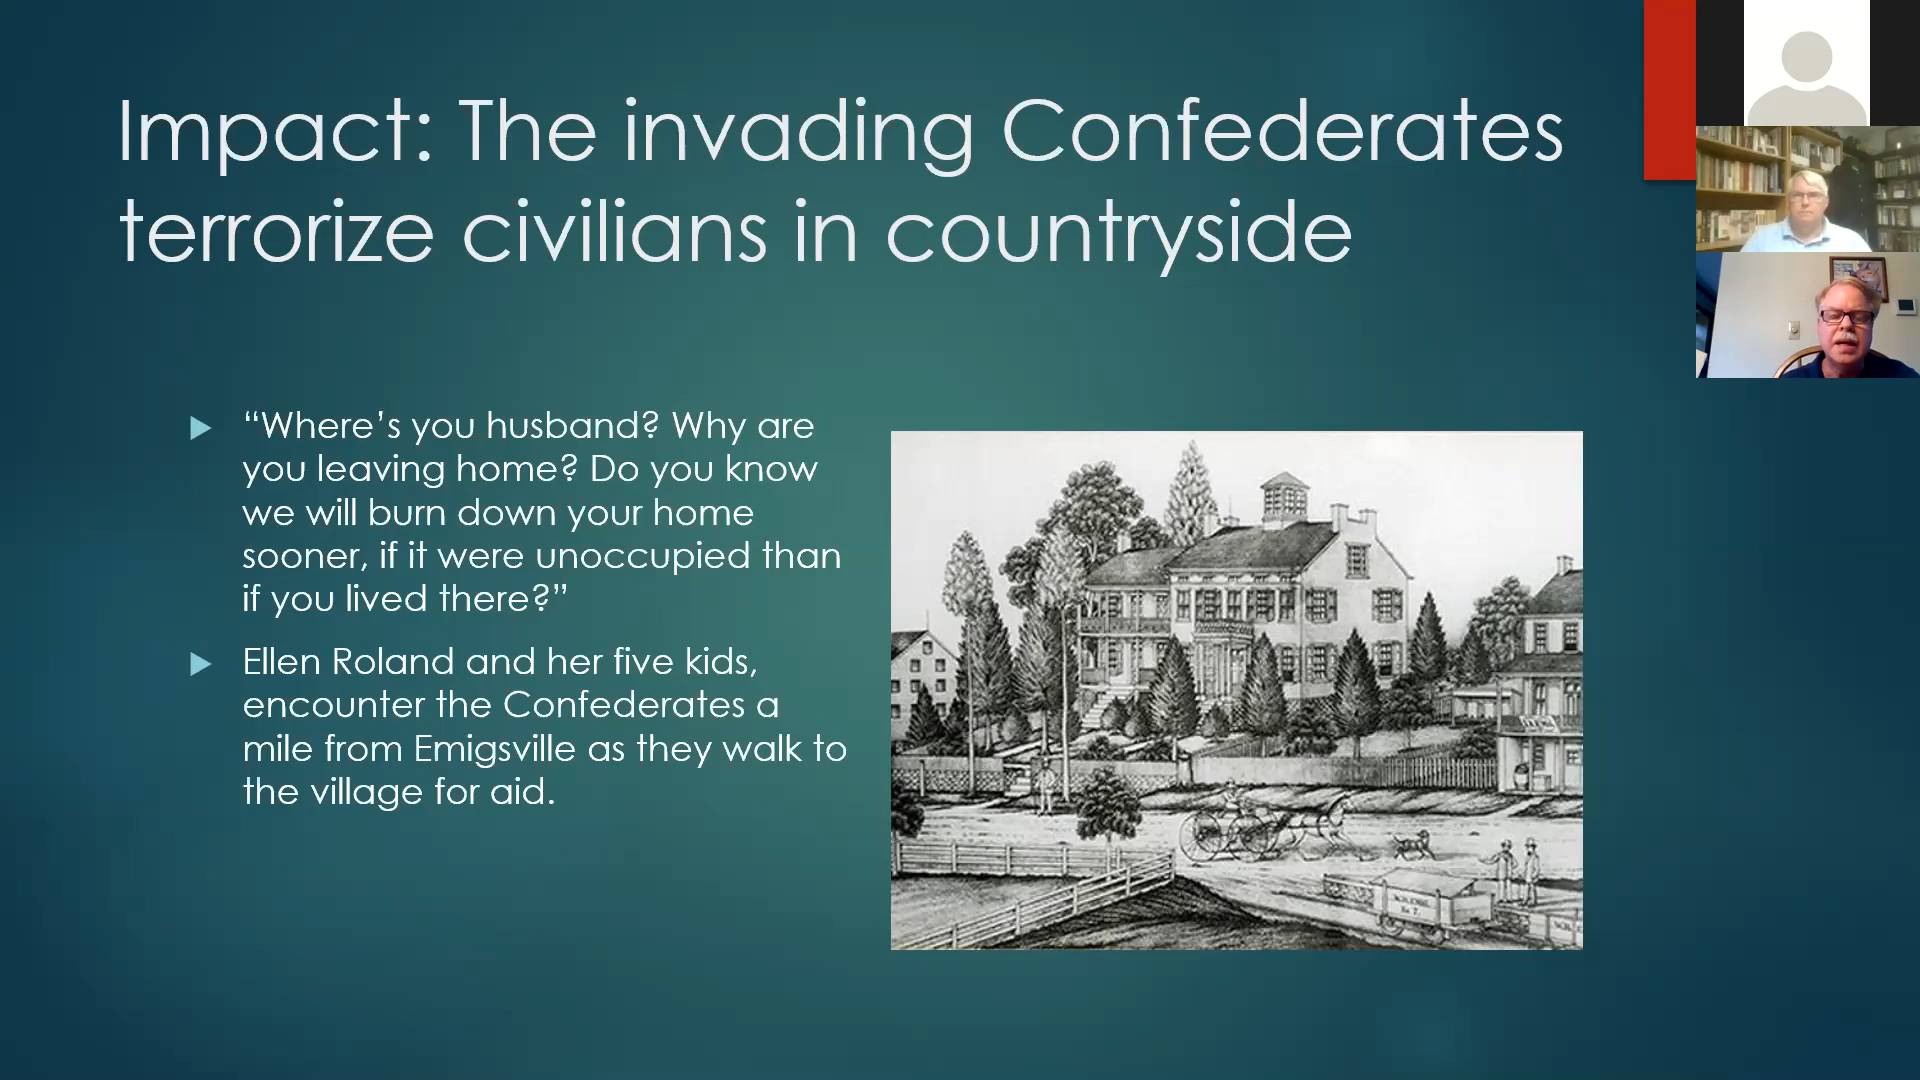 Impact: The invading Confederates
terrorize civilians in countryside
“Where’s you husband? Why are
you leaving home? Do you know
we will burn down your home
sooner, if it were unoccupied than
if you lived there?”
Ellen Roland and her five kids,
encounter the Confederates a
mile from Emigsville as they walk to
the village for aid.